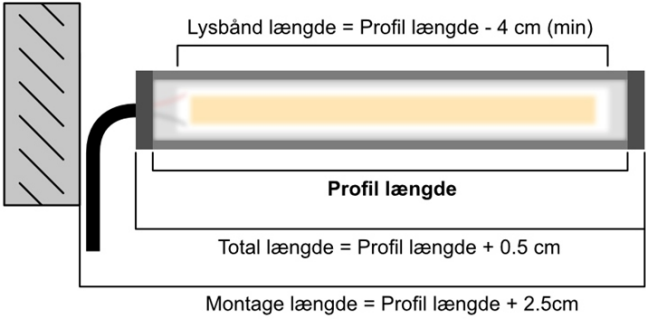 Lysbånd længde = Profil længde - 4 cm (min)
Profil længde
Total længde = Profil længde + 0.5 cm
Montage længde = Profil længde + 2.5cm